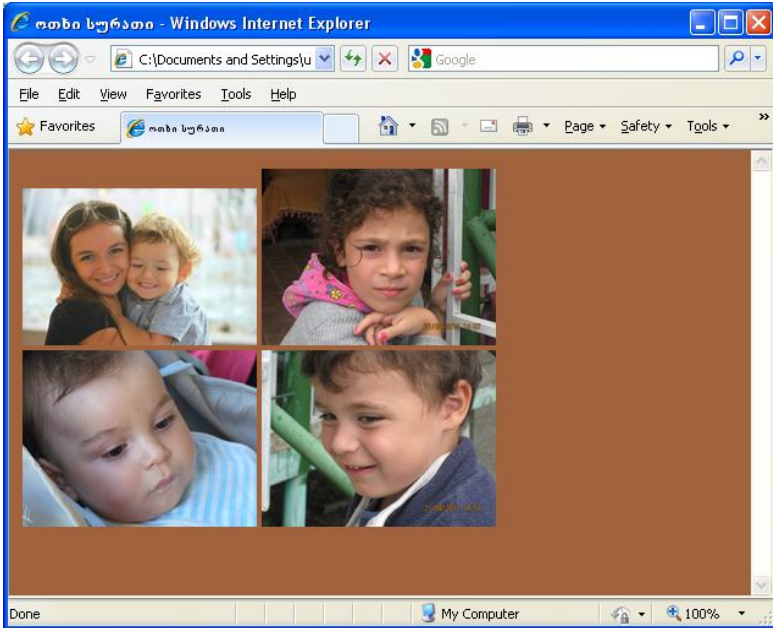 ოთხი სურათი - Windows Internet Explorer
C:\Documents and Settings\u
Google
File Edit View Favorites Tools Help
Favorites
ოთხი სურათი
Page Safety Tools »
Done
My Computer
100%